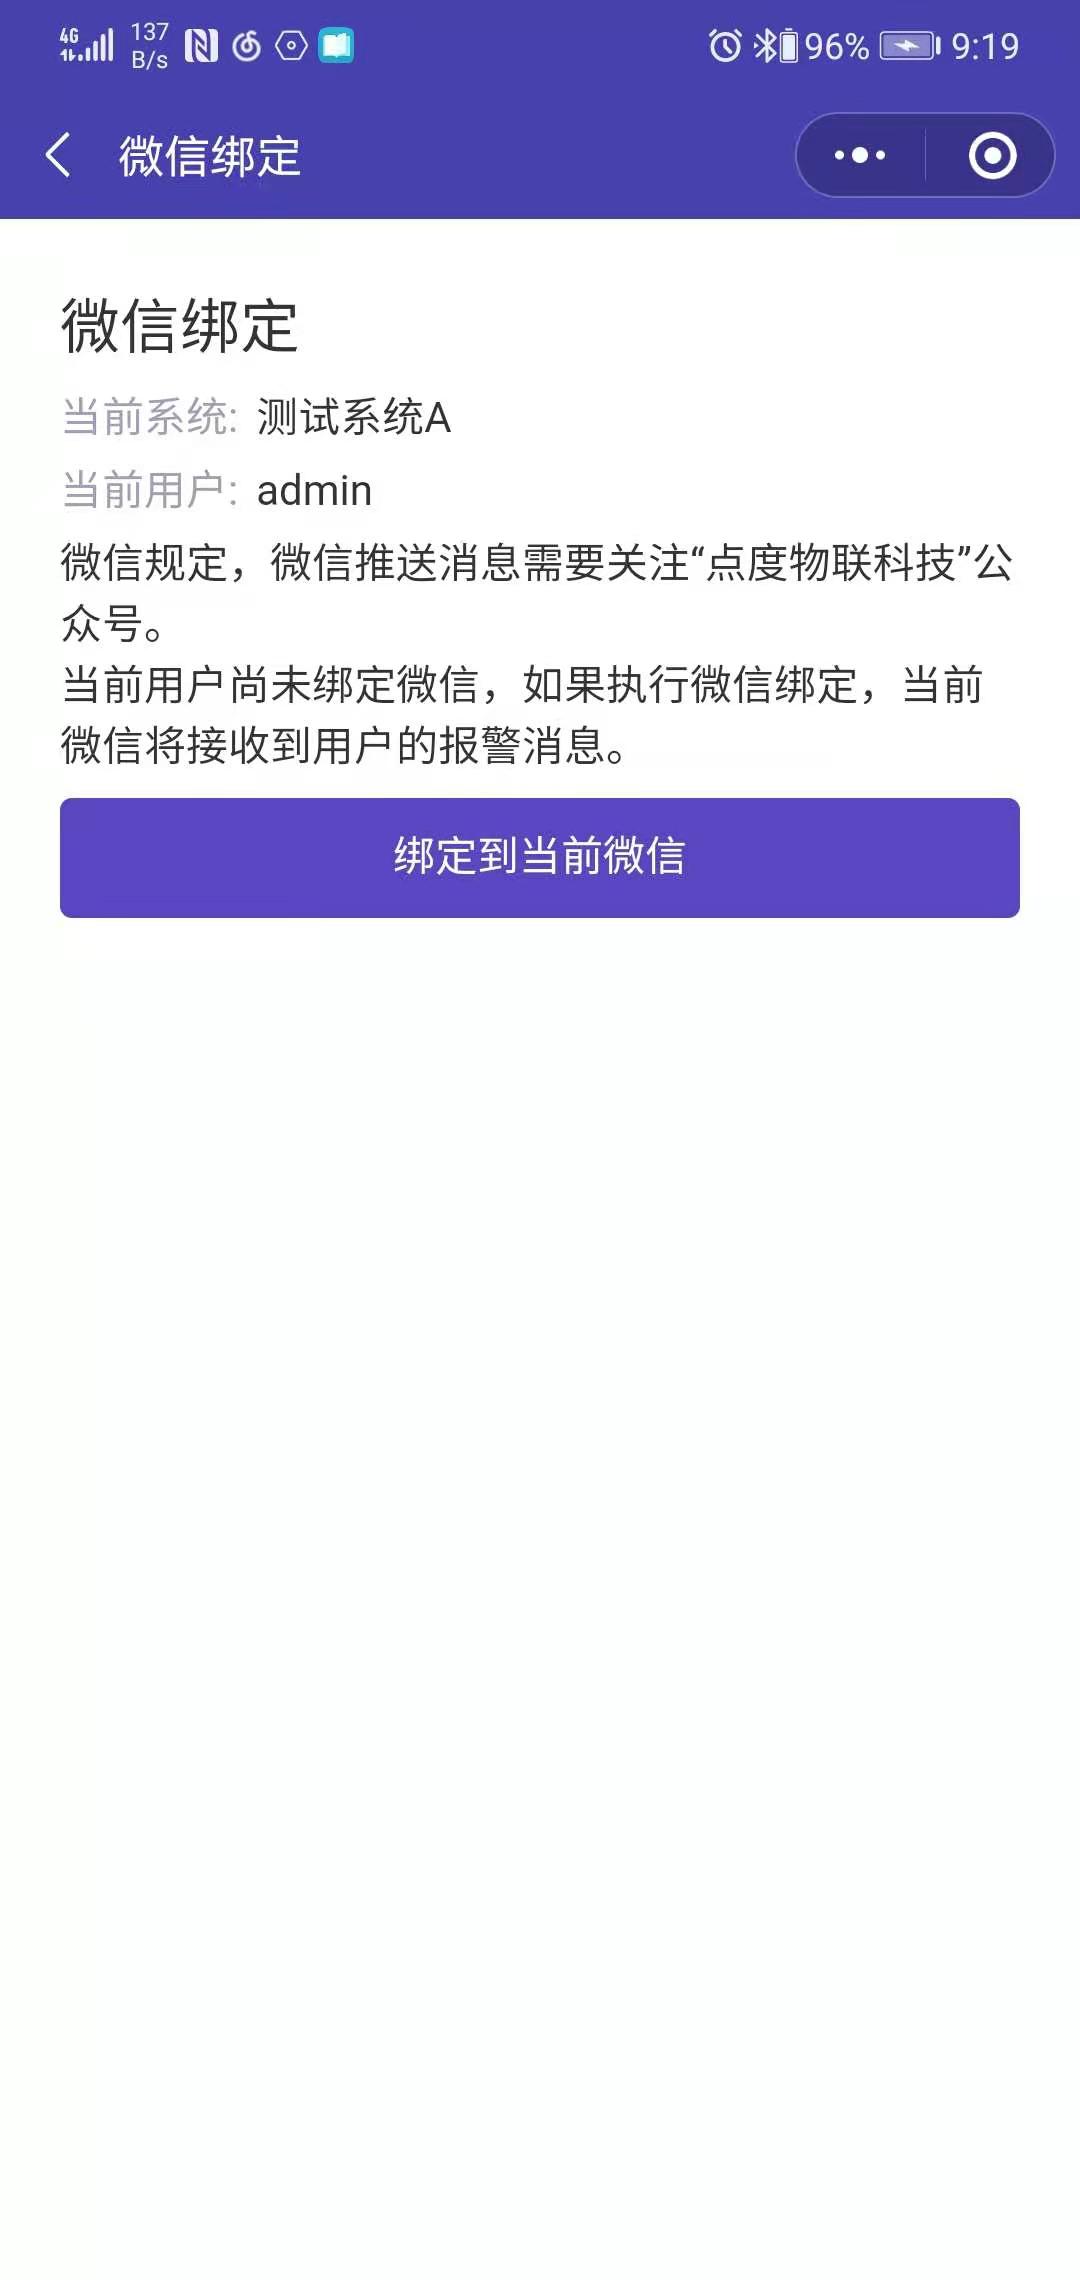 4G 137 B/s 96% 9:19
微信绑定
微信绑定
当前系统: 测试系统A
当前用户: admin
微信规定，微信推送消息需要关注“点度物联科技”公
众号。
当前用户尚未绑定微信，如果执行微信绑定，当前
微信将接收到用户的报警消息。
绑定到当前微信